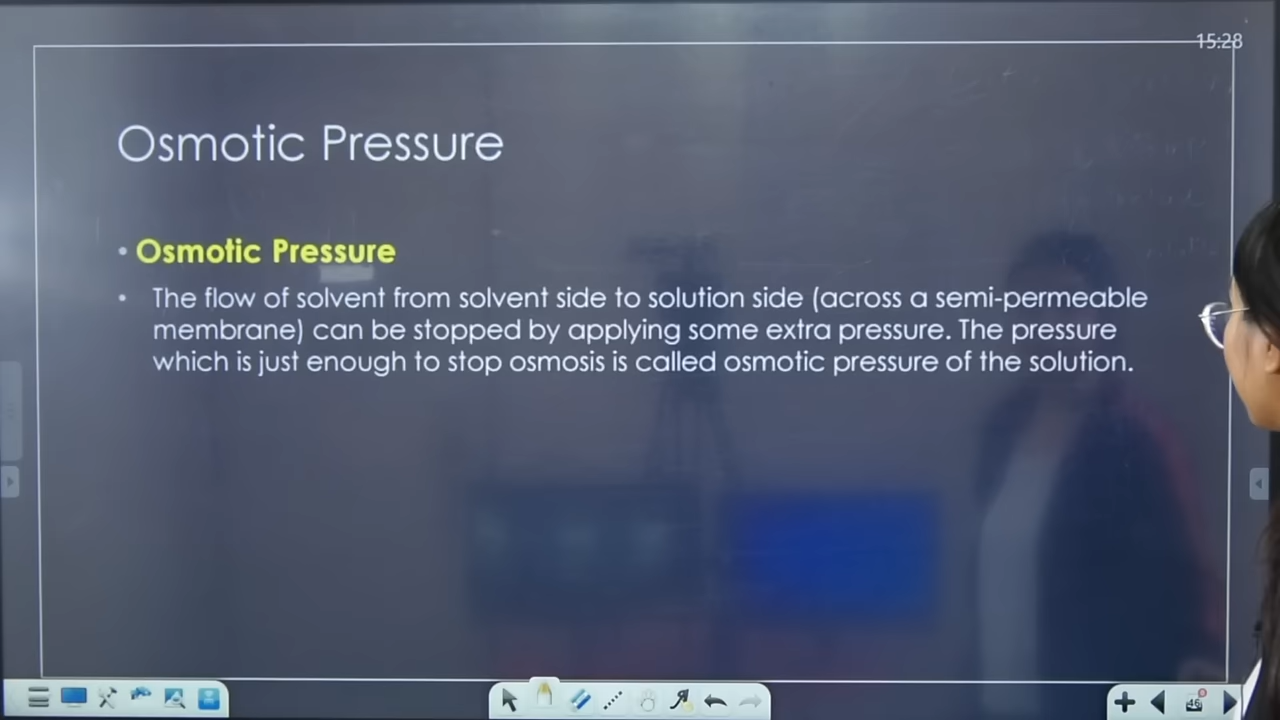 15:28
Osmotic Pressure
• Osmotic Pressure
• The flow of solvent from solvent side to solution side (across a semi-permeable
membrane) can be stopped by applying some extra pressure. The pressure
which is just enough to stop osmosis is called osmotic pressure of the solution.
46